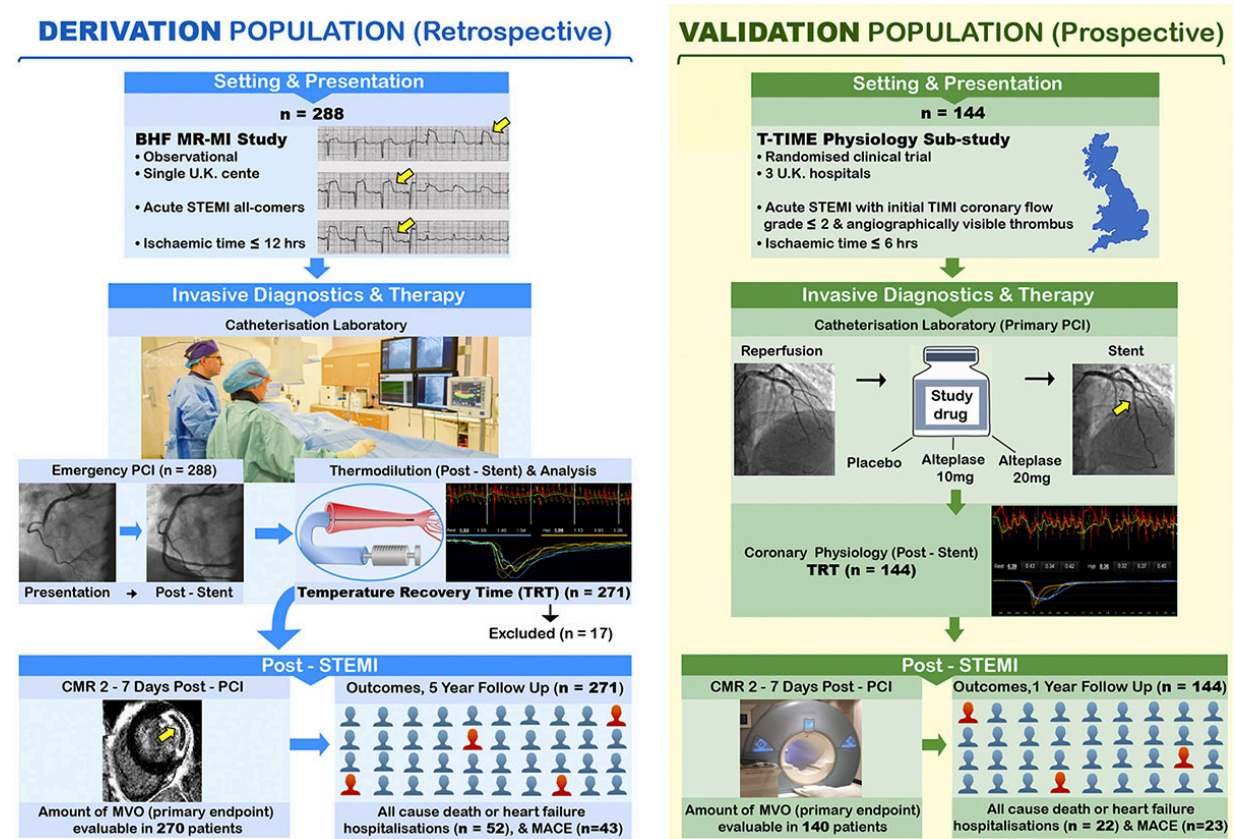 DERIVATION POPULATION (Retrospective)
Setting & Presentation
n = 288
BHF MR-MI Study
• Observational
• Single U.K. cente
• Acute STEMI all-comers
• Ischaemic time ≤ 12 hrs
Invasive Diagnostics & Therapy
Catheterisation Laboratory
Emergency PCI (n = 288)
Presentation → Post - Stent
Thermodilution (Post - Stent) & Analysis
Temperature Recovery Time (TRT) (n = 271)
Excluded (n = 17)
Post - STEMI
CMR 2 - 7 Days Post - PCI
Amount of MVO (primary endpoint)
evaluable in 270 patients
Outcomes, 5 Year Follow Up (n = 271)
All cause death or heart failure
hospitalisations (n = 52), & MACE (n=43)
VALIDATION POPULATION (Prospective)
Setting & Presentation
n = 144
T-TIME Physiology Sub-study
• Randomised clinical trial
• 3 U.K. hospitals
• Acute STEMI with initial TIMI coronary flow
grade ≤ 2 & angiographically visible thrombus
• Ischaemic time ≤ 6 hrs
Invasive Diagnostics & Therapy
Catheterisation Laboratory (Primary PCI)
Reperfusion
Study
drug
Stent
Placebo
Alteplase
10mg
Alteplase
20mg
Coronary Physiology (Post - Stent)
TRT (n = 144)
Post - STEMI
CMR 2 - 7 Days Post - PCI
Amount of MVO (primary endpoint)
evaluable in 140 patients
Outcomes,1 Year Follow Up (n = 144)
All cause death or heart failure
hospitalisations (n = 22) & MACE (n=23)